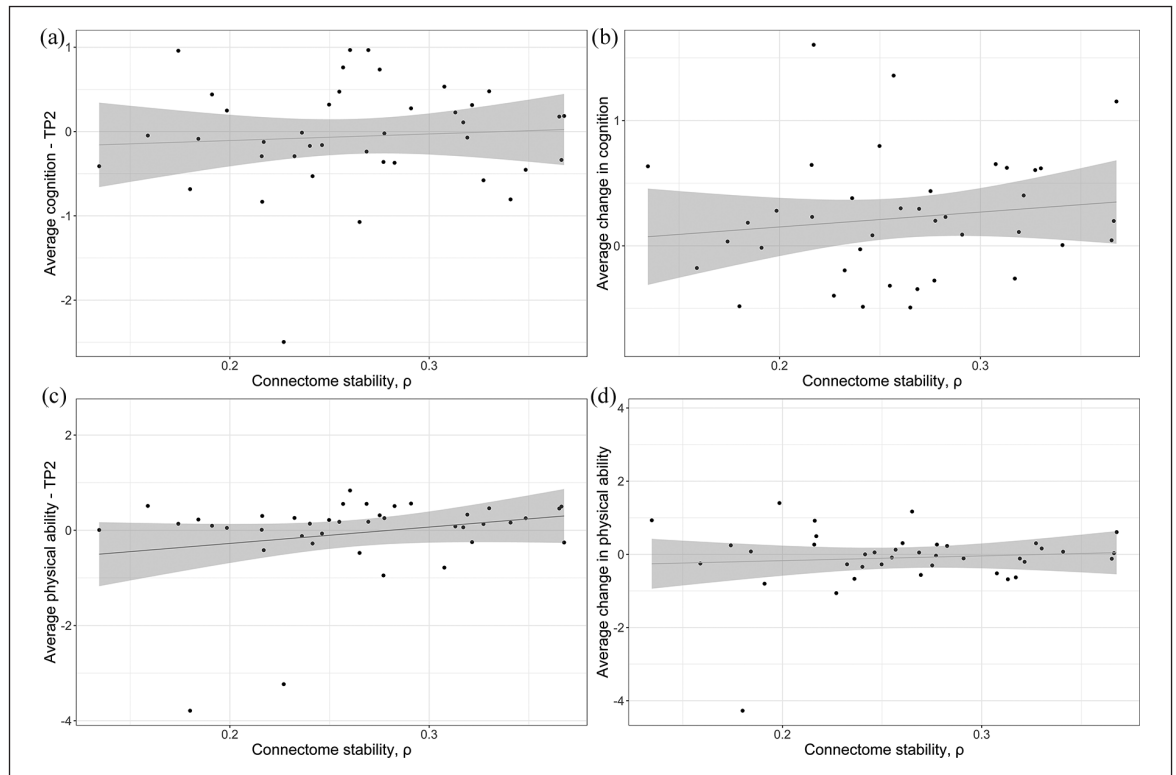 (a)
Average cognition - TP2
1
0
-1
-2
0.2
0.3
Connectome stability, ρ
(b)
Average change in cognition
1
0
0.2
0.3
Connectome stability, ρ
(c)
Average physical ability - TP2
2
0
-2
-4
0.2
0.3
Connectome stability, ρ
(d)
Average change in physical ability
4
2
0
-2
-4
0.2
0.3
Connectome stability, ρ